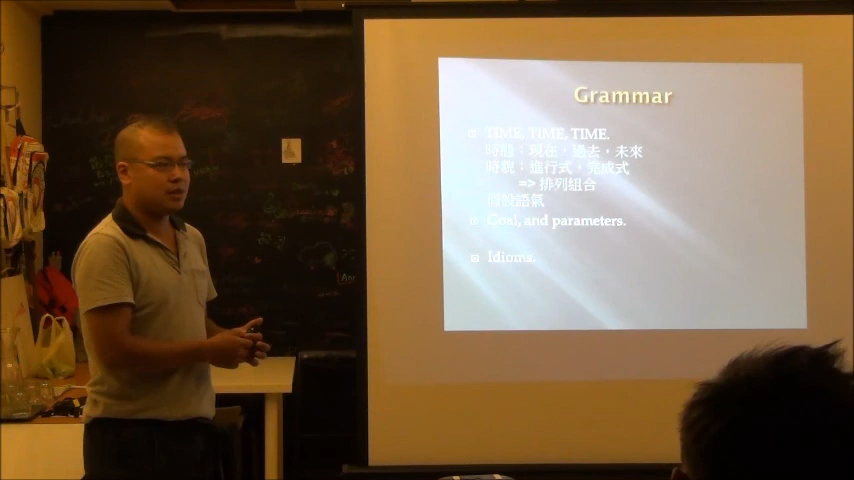 Grammar
TIME, TIME, TIME.
時態：現在，過去，未來
時貌：進行式，完成式
=> 排列組合
假設語氣
Goal, and parameters.
Idioms.